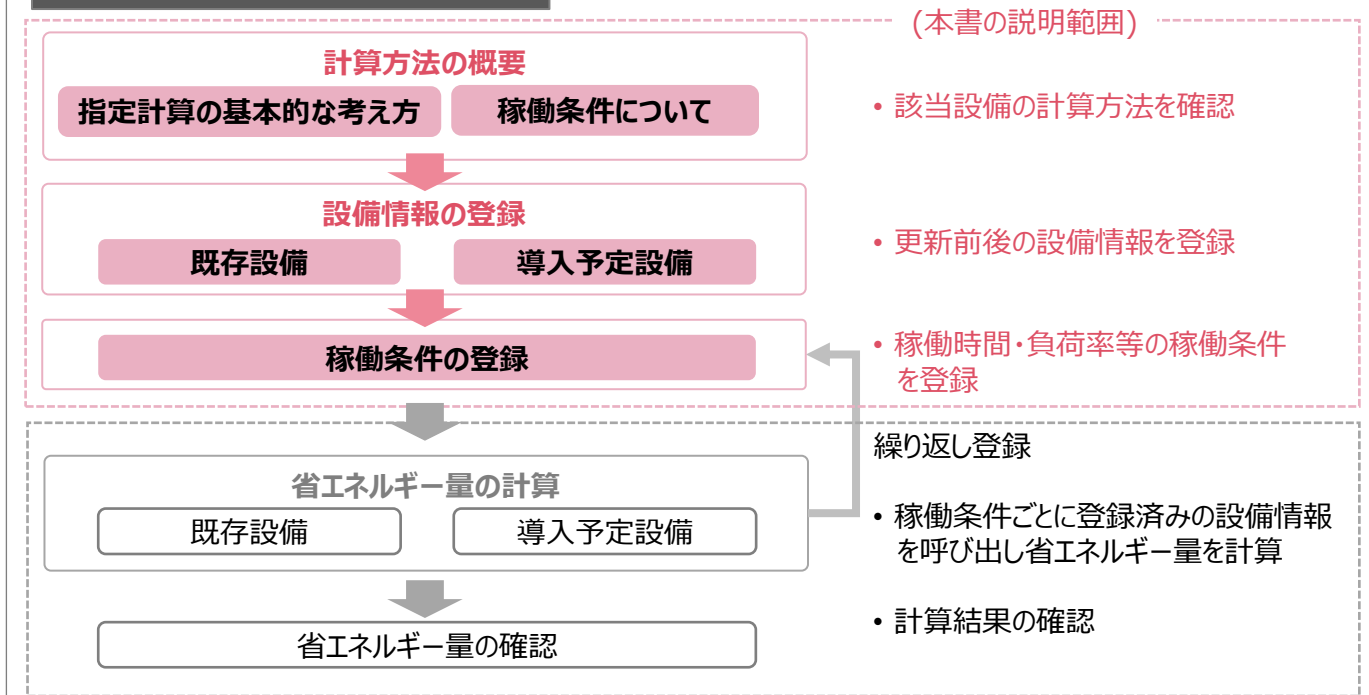 (本書の説明範囲)
計算方法の概要
指定計算の基本的な考え方
稼働条件について
• 該当設備の計算方法を確認
設備情報の登録
既存設備
導入予定設備
• 更新前後の設備情報を登録
稼働条件の登録
• 稼働時間・負荷率等の稼働条件
を登録
繰り返し登録
省エネルギー量の計算
既存設備
導入予定設備
• 稼働条件ごとに登録済みの設備情報
を呼び出し省エネルギー量を計算
省エネルギー量の確認
• 計算結果の確認